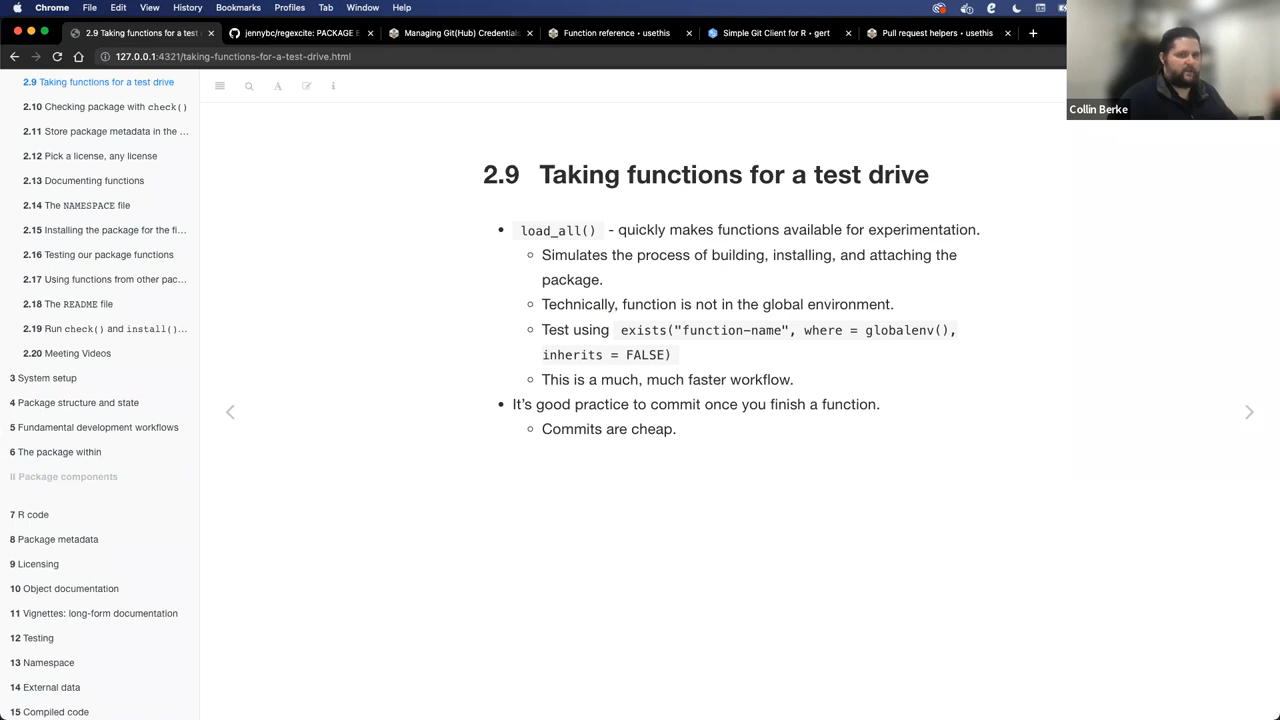 Chrome File Edit View History Bookmarks Profiles Tab Window Help
2.9 Taking functions for a test
jennybc/regexcite: PACKAGE E
Managing Git(Hub) Credentials
Function reference • usethis
Simple Git Client for R • gert
Pull request helpers • usethis
127.0.0.1:4321/taking-functions-for-a-test-drive.html
Collin Berke
2.9 Taking functions for a test drive
2.10 Checking package with check()
2.11 Store package metadata in the ...
2.12 Pick a license, any license
2.13 Documenting functions
2.14 The NAMESPACE file
2.15 Installing the package for the fi...
2.16 Testing our package functions
2.17 Using functions from other pac...
2.18 The README file
2.19 Run check() and install()...
2.20 Meeting Videos
3 System setup
4 Package structure and state
5 Fundamental development workflows
6 The package within
II Package components
7 R code
8 Package metadata
9 Licensing
10 Object documentation
11 Vignettes: long-form documentation
12 Testing
13 Namespace
14 External data
15 Compiled code
2.9 Taking functions for a test drive
• load_all() - quickly makes functions available for experimentation.
◦ Simulates the process of building, installing, and attaching the
package.
◦ Technically, function is not in the global environment.
◦ Test using exists("function-name", where = globalenv(),
inherits = FALSE)
◦ This is a much, much faster workflow.
• It's good practice to commit once you finish a function.
◦ Commits are cheap.